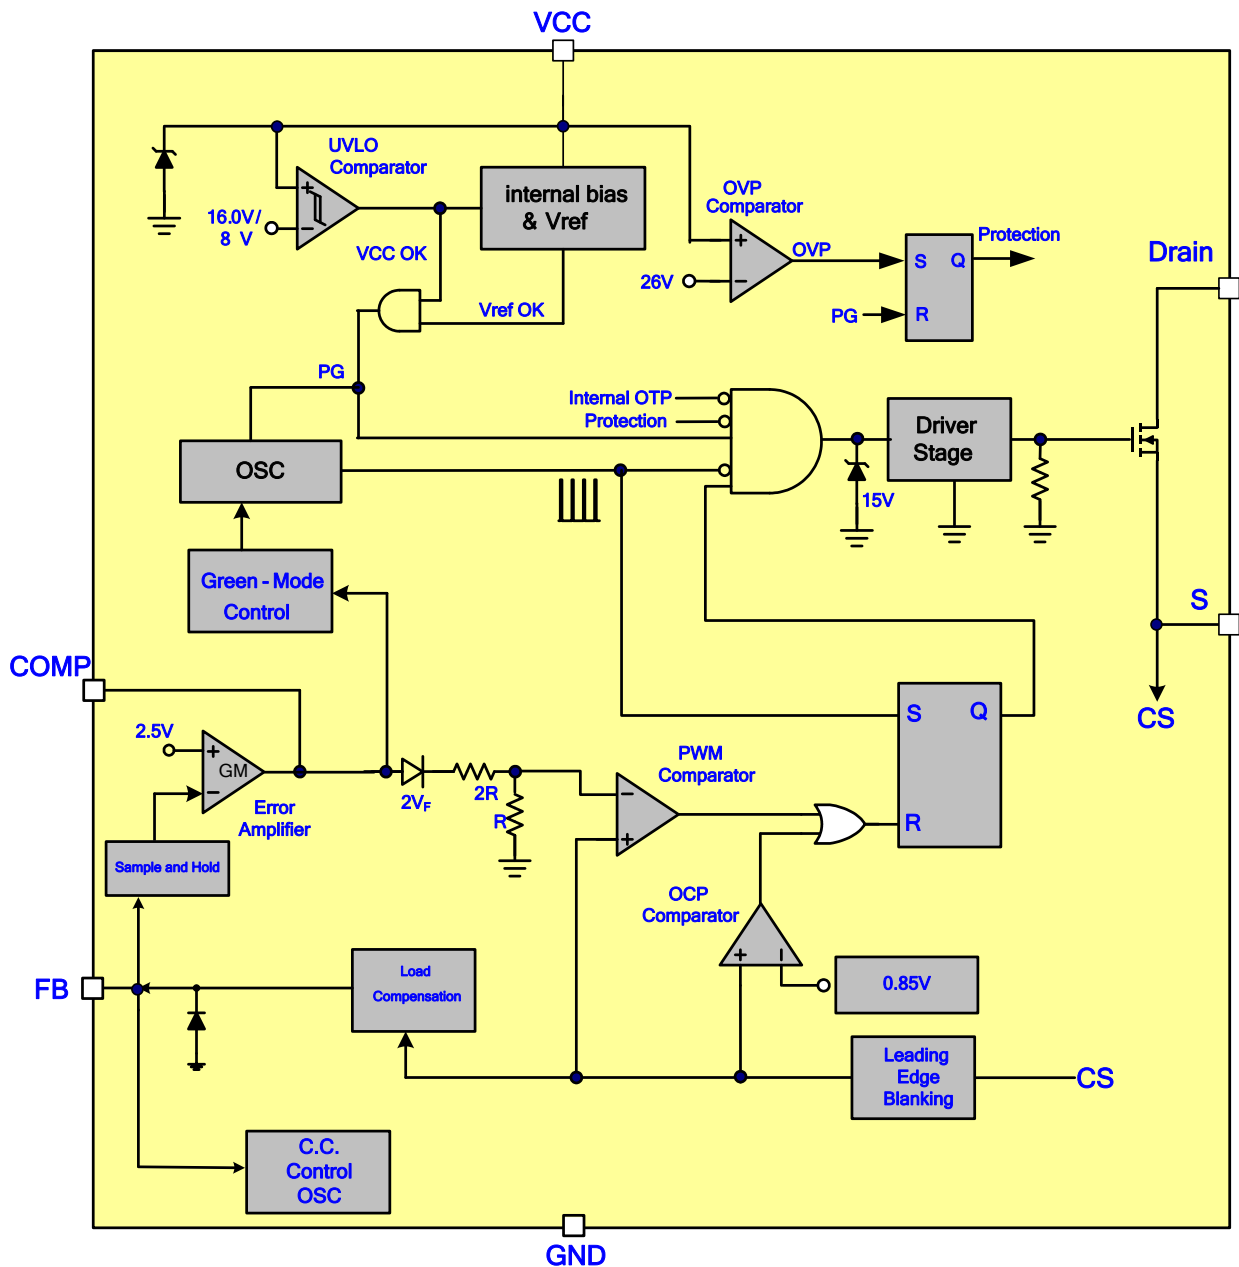 VCC
UVLO
Comparator
16.0V/
8 V
VCC OK
internal bias
& Vref
Vref OK
OVP
Comparator
OVP
26V
S
Q
R
Protection
PG
Drain
PG
Internal OTP
Protection
OSC
Driver
Stage
15V
Green - Mode
Control
S
CS
COMP
2.5V
GM
Error
Amplifier
2VF
2R
R
PWM
Comparator
S
Q
R
Sample and Hold
OCP
Comparator
0.85V
FB
Load
Compensation
Leading
Edge
Blanking
CS
C.C.
Control
OSC
GND